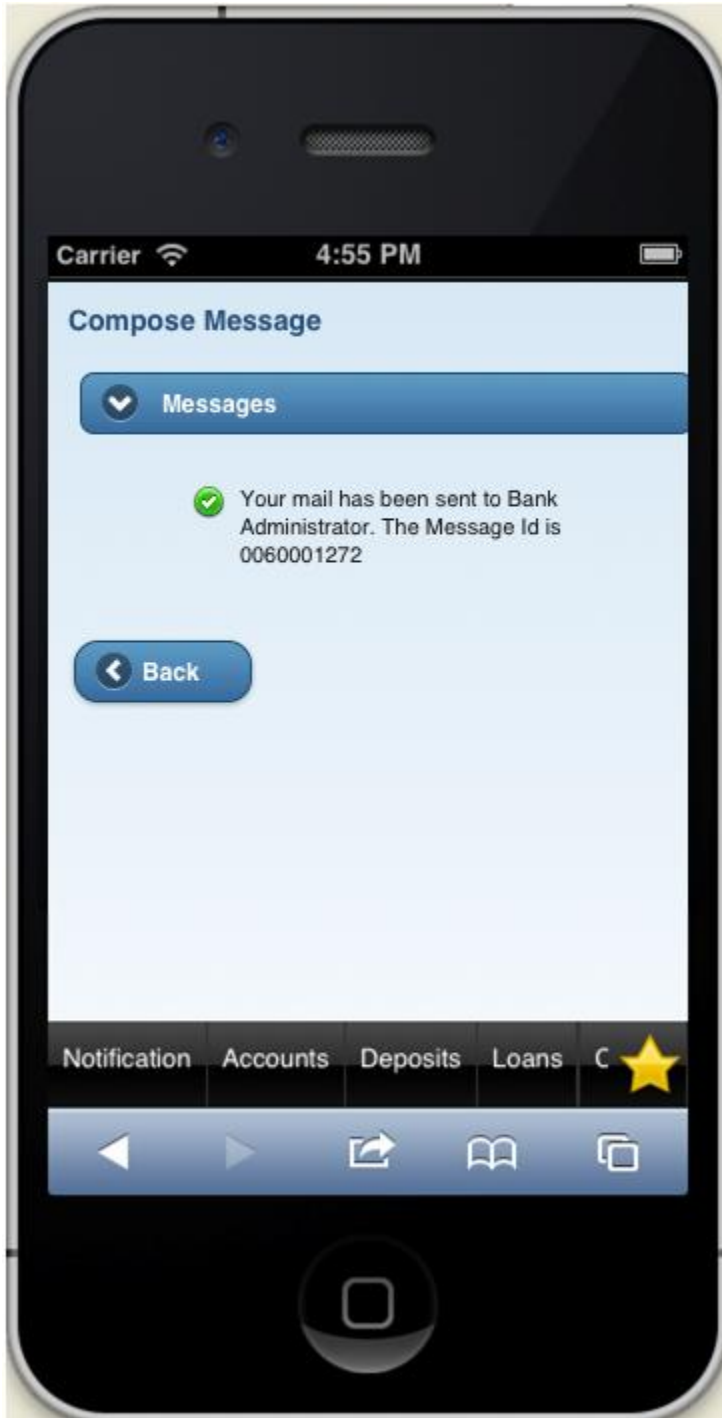 Carrier 4:55 PM
Compose Message
Messages
Your mail has been sent to Bank
Administrator. The Message Id is
0060001272
Back
Notification Accounts Deposits Loans C